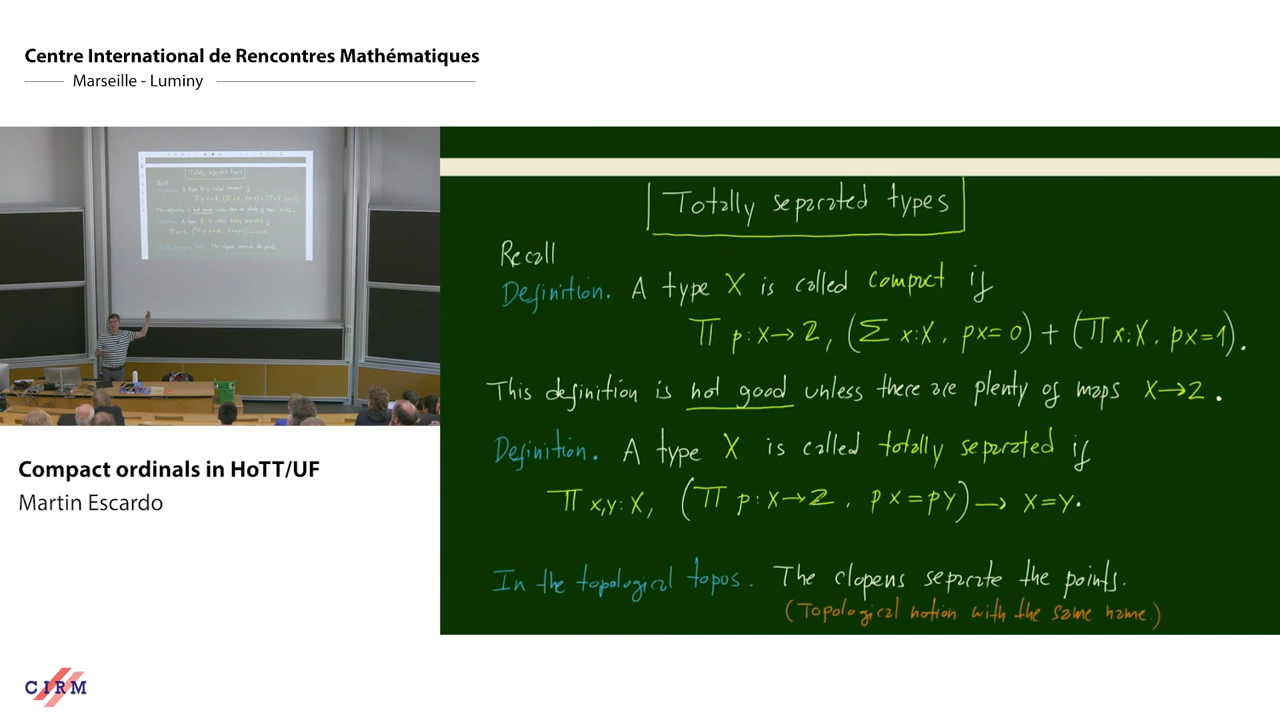 Centre International de Rencontres Mathématiques
Marseille - Luminy
Totally separated types
Recall
Definition. A type X is called compact if
Π p:X→2, (Σ x:X, px=0) + (Π x:X, px=1).
This definition is not good unless there are plenty of maps X→2.
Definition. A type X is called totally separated if
Π x,y:X, (Π p:X→2, px=py) → x=y.
In the topological topos. The clopens separate the points.
(Topological notion with the same name.)
Compact ordinals in HoTT/UF
Martin Escardo
CIRM